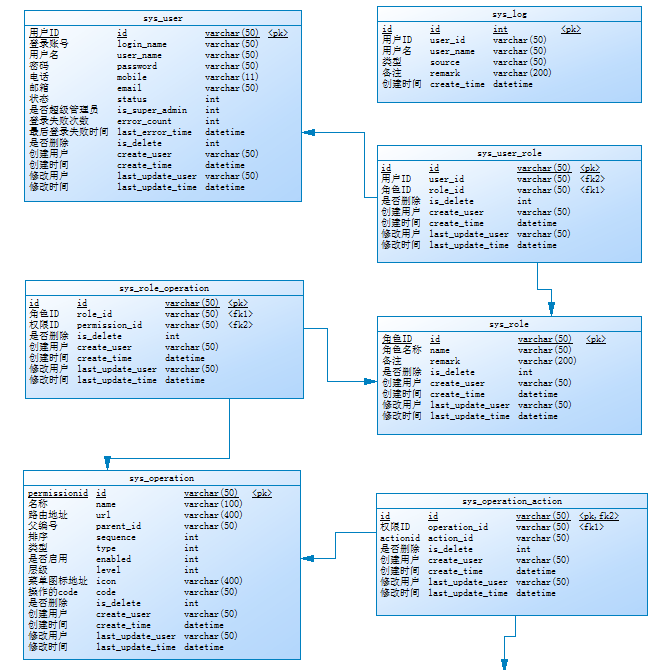 sys_user
用户ID id varchar(50) <pk>
登录账号 login_name varchar(50)
用户名 user_name varchar(50)
密码 password varchar(50)
电话 mobile varchar(11)
邮箱 email varchar(50)
状态 status int
是否超级管理员 is_super_admin int
登录失败次数 error_count int
最后登录失败时间 last_error_time datetime
是否删除 is_delete int
创建用户 create_user varchar(50)
创建时间 create_time datetime
修改用户 last_update_user varchar(50)
修改时间 last_update_time datetime
sys_log
id id int <pk>
用户ID user_id varchar(50)
用户名 user_name varchar(50)
类型 source varchar(50)
备注 remark varchar(200)
创建时间 create_time datetime
sys_user_role
id id varchar(50) <pk>
用户ID user_id varchar(50) <fk2>
角色ID role_id varchar(50) <fk1>
是否删除 is_delete int
创建用户 create_user varchar(50)
创建时间 create_time datetime
修改用户 last_update_user varchar(50)
修改时间 last_update_time datetime
sys_role_operation
id id varchar(50) <pk>
角色ID role_id varchar(50) <fk1>
权限ID permission_id varchar(50) <fk2>
是否删除 is_delete int
创建用户 create_user varchar(50)
创建时间 create_time datetime
修改用户 last_update_user varchar(50)
修改时间 last_update_time datetime
sys_role
角色ID id varchar(50) <pk>
角色名称 name varchar(50)
备注 remark varchar(200)
是否删除 is_delete int
创建用户 create_user varchar(50)
创建时间 create_time datetime
修改用户 last_update_user varchar(50)
修改时间 last_update_time datetime
sys_operation
permissionid id varchar(50) <pk>
名称 name varchar(100)
路由地址 url varchar(400)
父编号 parent_id varchar(50)
排序 sequence int
类型 type int
是否启用 enabled int
层级 level int
菜单图标地址 icon varchar(400)
操作的code code varchar(50)
是否删除 is_delete int
创建用户 create_user varchar(50)
创建时间 create_time datetime
修改用户 last_update_user varchar(50)
修改时间 last_update_time datetime
sys_operation_action
id id varchar(50) <pk,fk2>
权限ID operation_id varchar(50) <fk1>
actionid action_id varchar(50)
是否删除 is_delete int
创建用户 create_user varchar(50)
创建时间 create_time datetime
修改用户 last_update_user varchar(50)
修改时间 last_update_time datetime